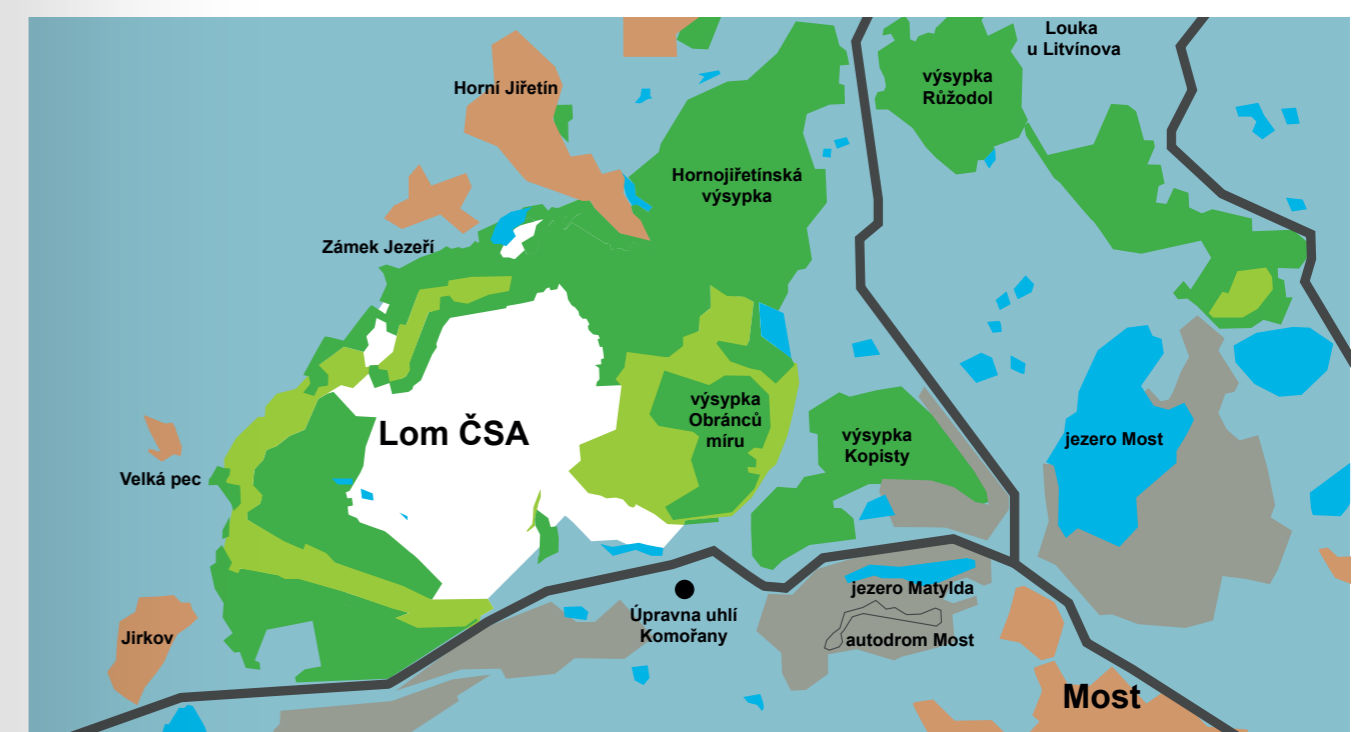 Louka
u Litvínova
výsypka
Růžodol
Horní Jiřetín
Hornojiřetínská
výsypka
Zámek Jezeří
výsypka
Obránců
míru
Lom ČSA
výsypka
Kopisty
jezero Most
Velká pec
jezero Matylda
Úpravna uhlí
Komořany
autodrom Most
Jirkov
Most